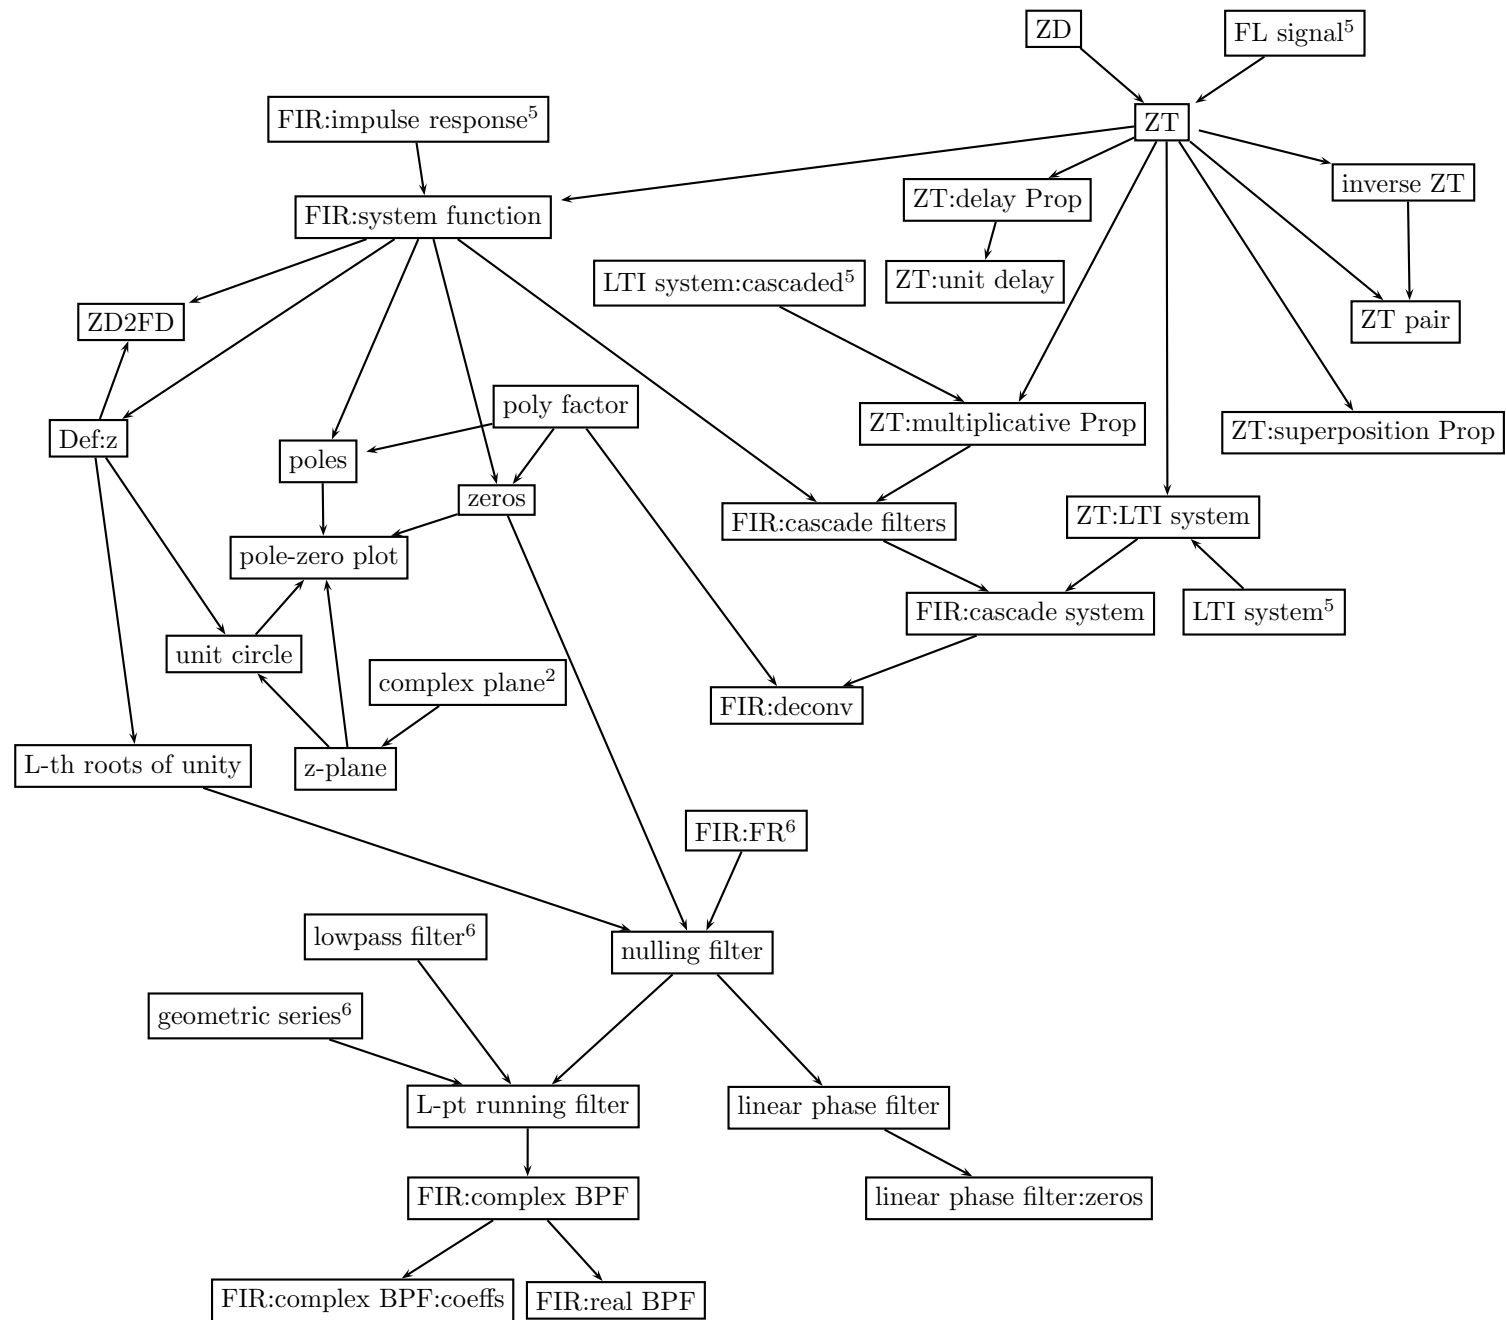 ZD
FL signal⁵
FIR:impulse response⁵
ZT
inverse ZT
ZT:delay Prop
FIR:system function
LTI system:cascaded⁵
ZT:unit delay
ZD2FD
ZT pair
poly factor
ZT:multiplicative Prop
ZT:superposition Prop
Def:z
poles
zeros
FIR:cascade filters
ZT:LTI system
pole-zero plot
FIR:cascade system
LTI system⁵
unit circle
complex plane²
FIR:deconv
L-th roots of unity
z-plane
FIR:FR⁶
lowpass filter⁶
nulling filter
geometric series⁶
L-pt running filter
linear phase filter
FIR:complex BPF
linear phase filter:zeros
FIR:complex BPF:coeffs
FIR:real BPF